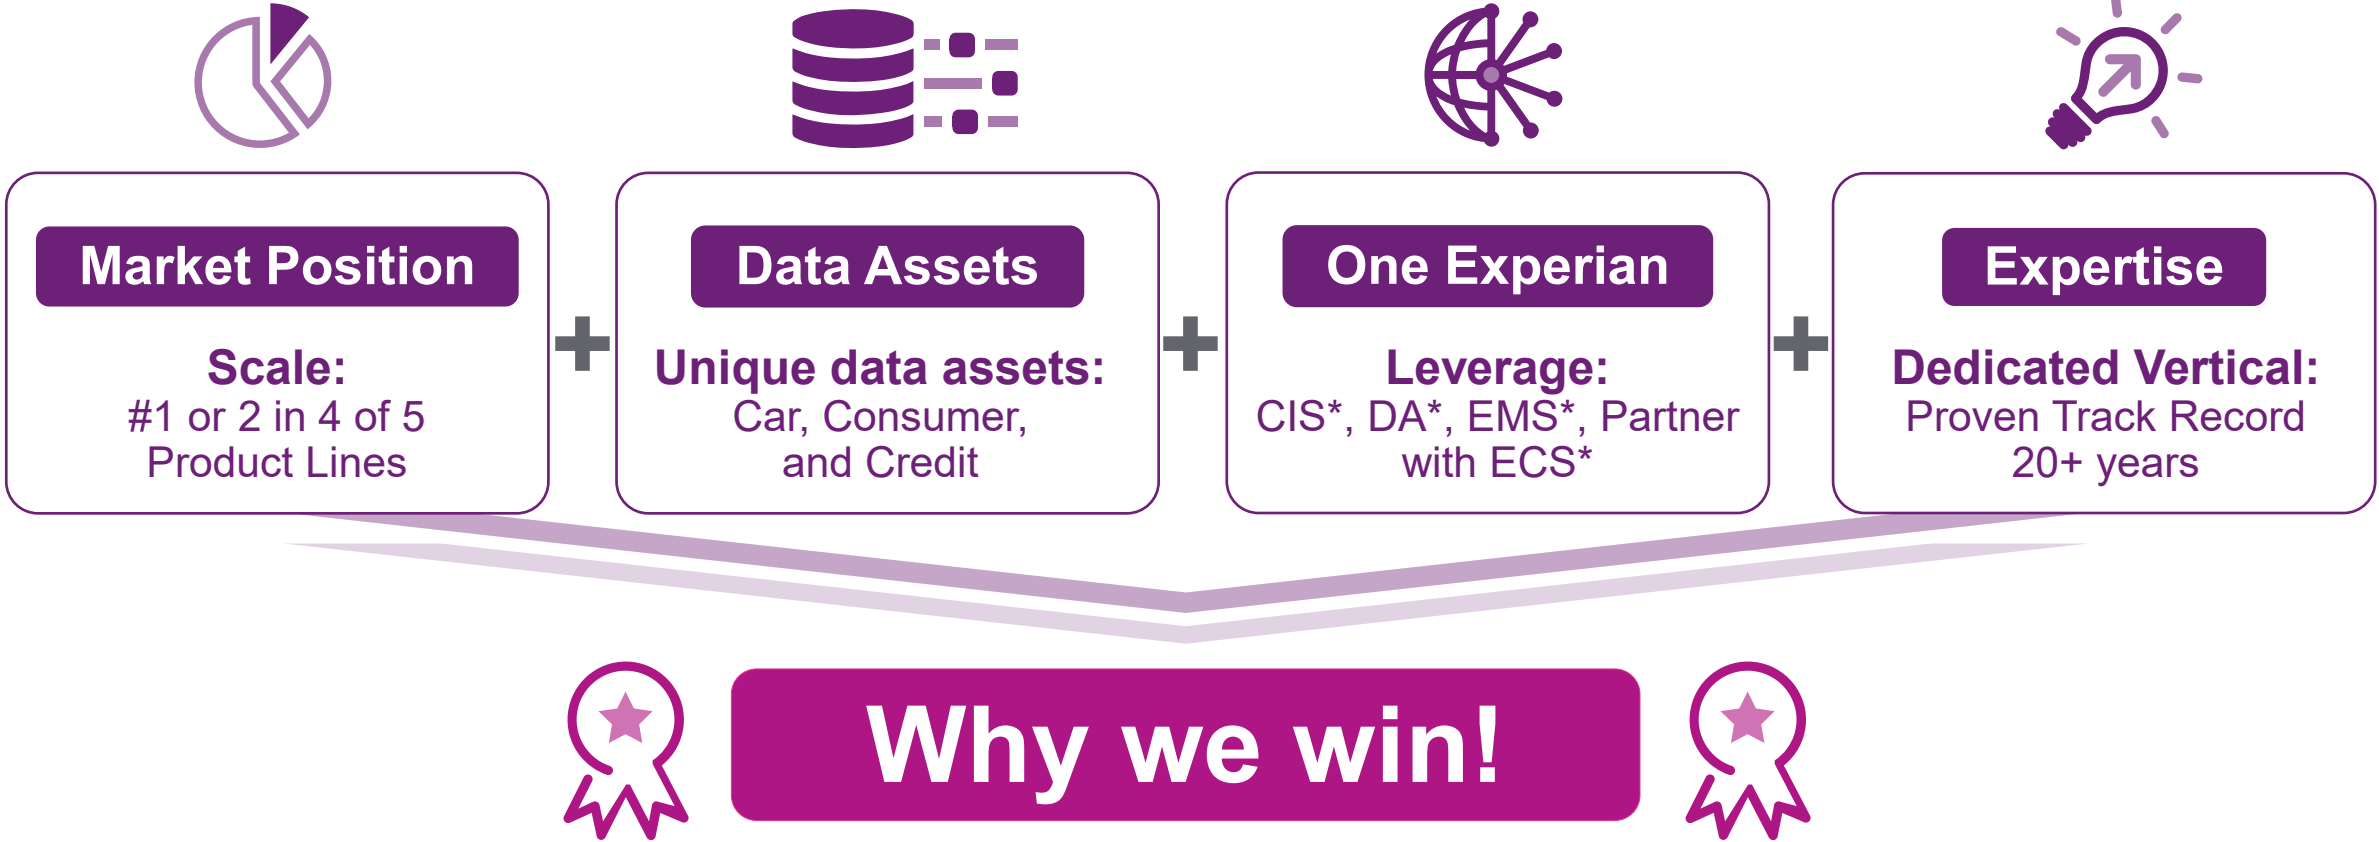 Market Position
Scale:
#1 or 2 in 4 of 5
Product Lines
Data Assets
Unique data assets:
Car, Consumer,
and Credit
One Experian
Leverage:
CIS*, DA*, EMS*, Partner
with ECS*
Expertise
Dedicated Vertical:
Proven Track Record
20+ years
Why we win!